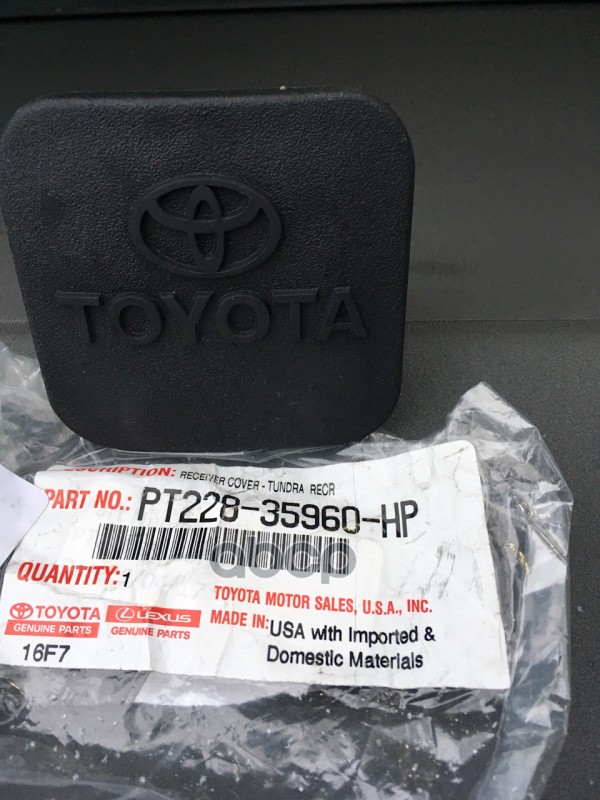 TOYOTA
DESCRIPTION: RECEIVER COVER - TUNDRA RECR
PART NO.: PT228-35960-HP
abcp
QUANTITY: 1
TOYOTA MOTOR SALES, U.S.A., INC.
TOYOTA LEXUS
GENUINE PARTS GENUINE PARTS
MADE IN: USA with Imported &
Domestic Materials
16F7